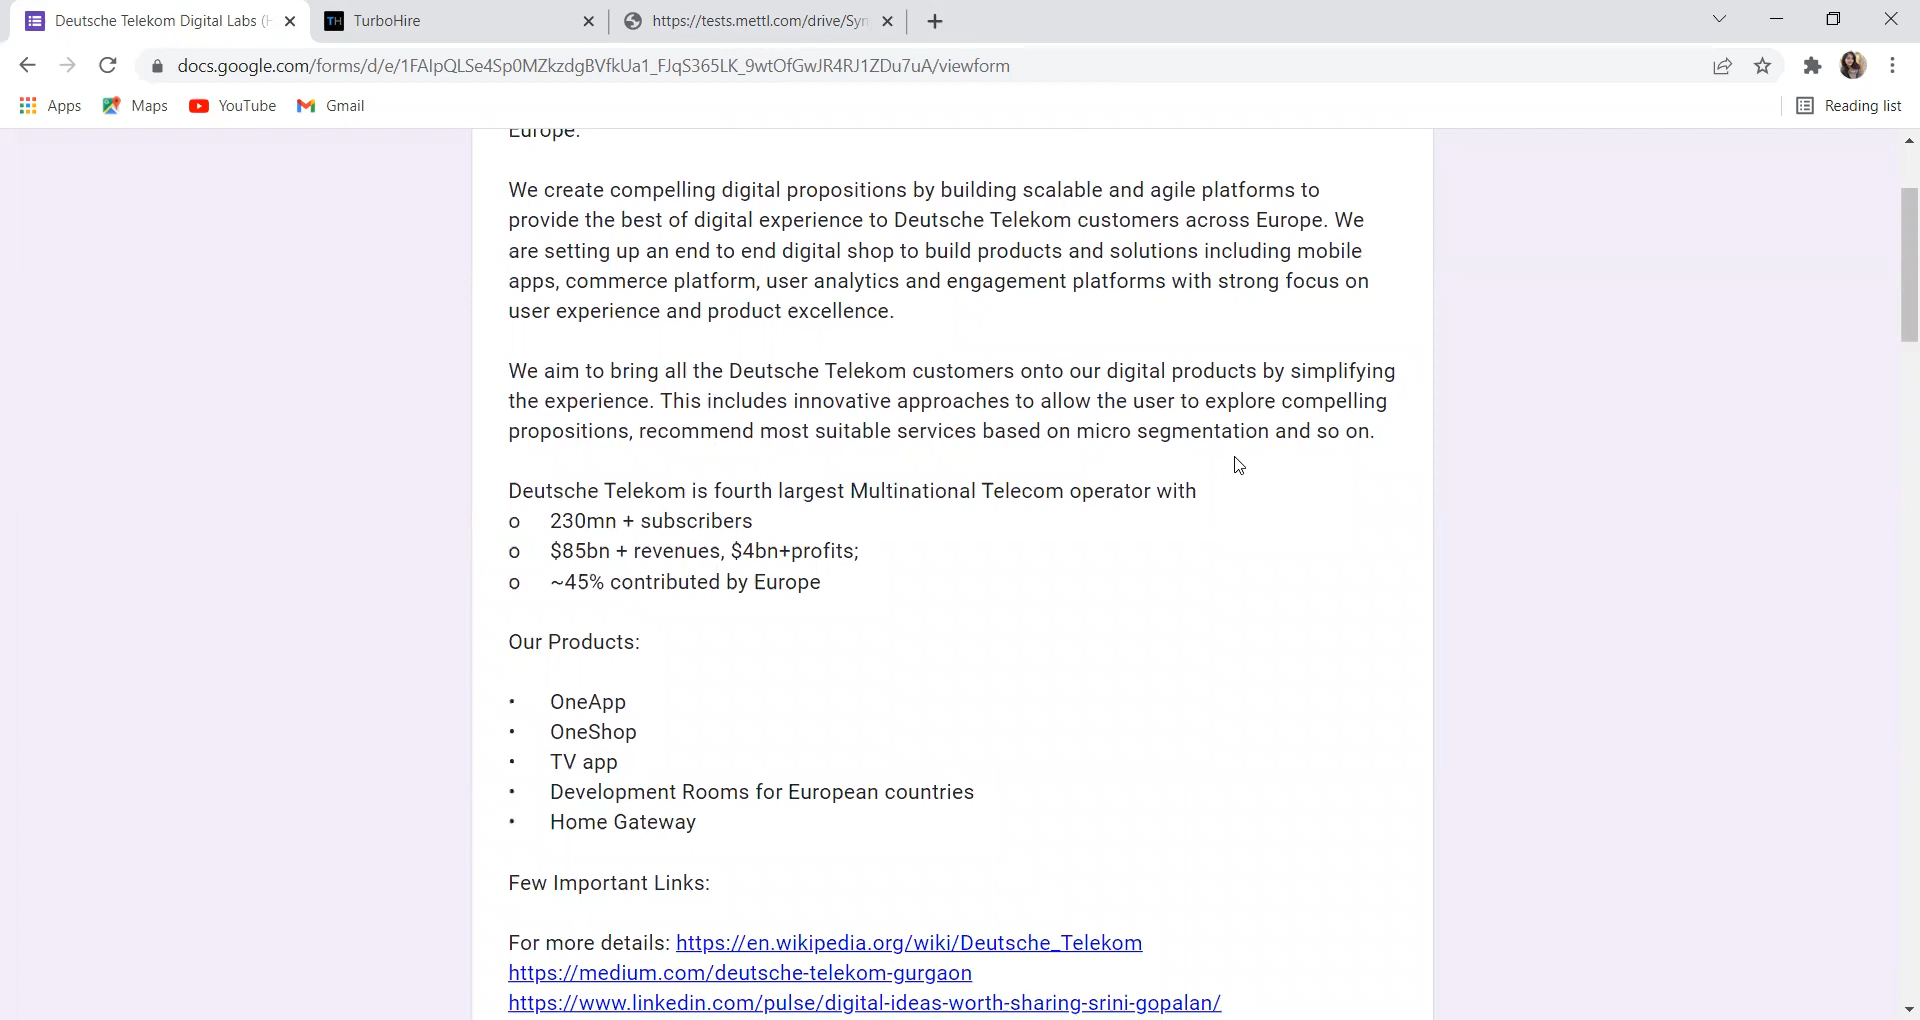 Deutsche Telekom Digital Labs (H
TurboHire
https://tests.mettl.com/drive/Syn
docs.google.com/forms/d/e/1FAIpQLSe4Sp0MZkzdgBVfkUa1_FJqS365LK_9wtOfGwJR4RJ1ZDu7uA/viewform
Apps
Maps
YouTube
Gmail
Reading list
Europe.
We create compelling digital propositions by building scalable and agile platforms to
provide the best of digital experience to Deutsche Telekom customers across Europe. We
are setting up an end to end digital shop to build products and solutions including mobile
apps, commerce platform, user analytics and engagement platforms with strong focus on
user experience and product excellence.
We aim to bring all the Deutsche Telekom customers onto our digital products by simplifying
the experience. This includes innovative approaches to allow the user to explore compelling
propositions, recommend most suitable services based on micro segmentation and so on.
Deutsche Telekom is fourth largest Multinational Telecom operator with
o 230mn + subscribers
o $85bn + revenues, $4bn+profits;
o ~45% contributed by Europe
Our Products:
• OneApp
• OneShop
• TV app
• Development Rooms for European countries
• Home Gateway
Few Important Links:
For more details: https://en.wikipedia.org/wiki/Deutsche_Telekom
https://medium.com/deutsche-telekom-gurgaon
https://www.linkedin.com/pulse/digital-ideas-worth-sharing-srini-gopalan/